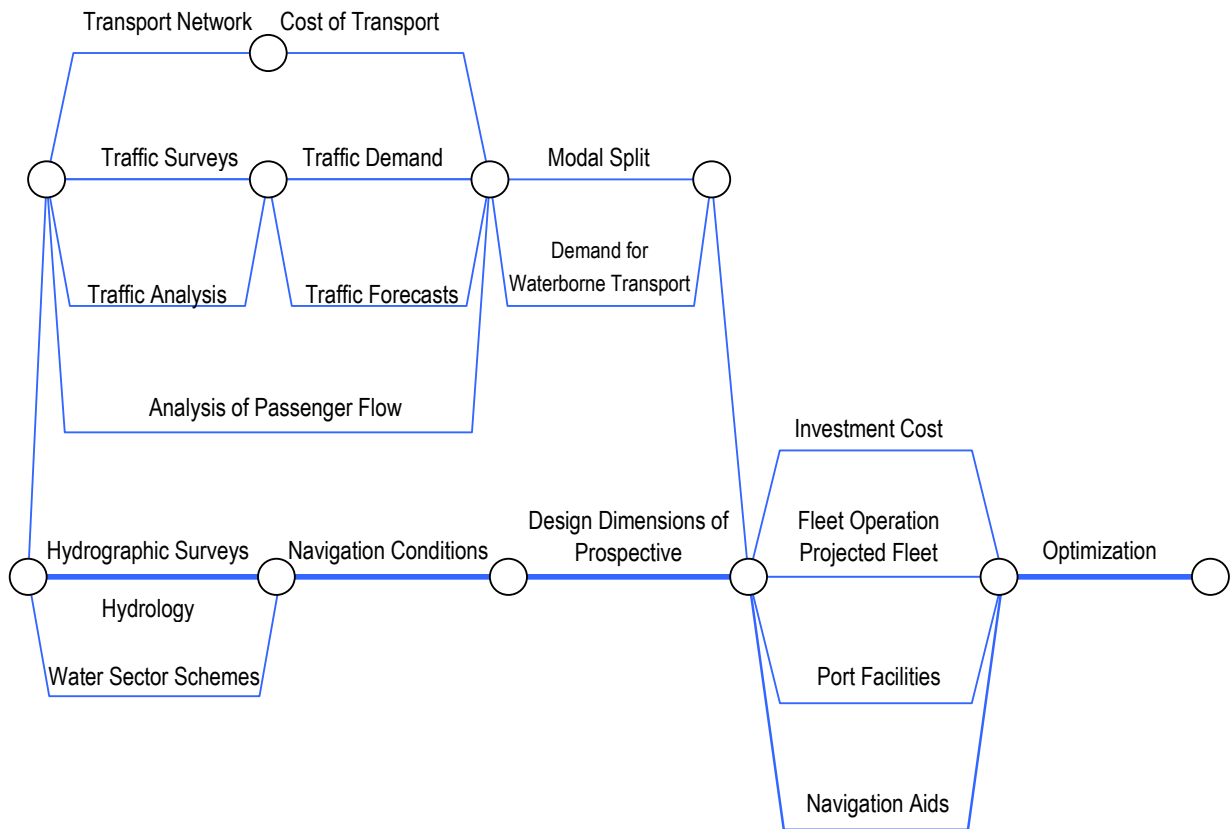 Transport Network
Cost of Transport
Traffic Surveys
Traffic Demand
Modal Split
Demand for
Waterborne Transport
Traffic Analysis
Traffic Forecasts
Analysis of Passenger Flow
Investment Cost
Hydrographic Surveys
Navigation Conditions
Design Dimensions of
Prospective
Fleet Operation
Projected Fleet
Optimization
Hydrology
Water Sector Schemes
Port Facilities
Navigation Aids